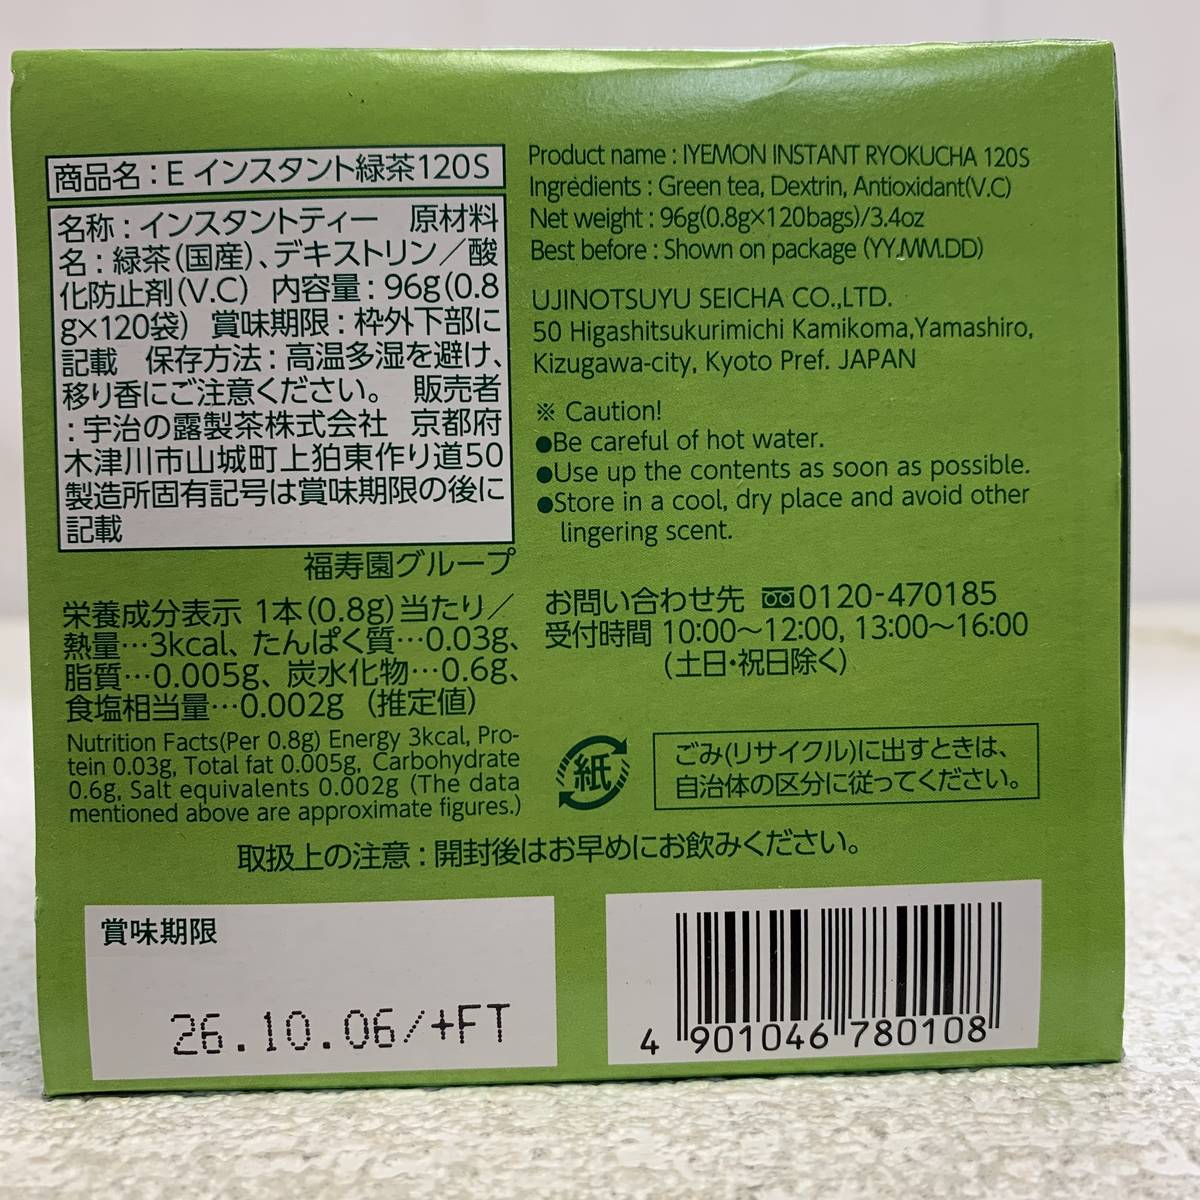 商品名：E インスタント緑茶120S
名称：インスタントティー　原材料
名：緑茶（国産）、デキストリン／酸
化防止剤（V.C）　内容量：96g(0.8
g×120袋）　賞味期限：枠外下部に
記載　保存方法：高温多湿を避け、
移り香にご注意ください。　販売者
：宇治の露製茶株式会社　京都府
木津川市山城町上狛東作り道50
製造所固有記号は賞味期限の後に
記載
福寿園グループ
栄養成分表示 1本(0.8g)当たり／
熱量…3kcal、たんぱく質…0.03g、
脂質…0.005g、炭水化物…0.6g、
食塩相当量…0.002g （推定値）
Nutrition Facts(Per 0.8g) Energy 3kcal, Pro-
tein 0.03g, Total fat 0.005g, Carbohydrate
0.6g, Salt equivalents 0.002g (The data
mentioned above are approximate figures.)
Product name : IYEMON INSTANT RYOKUCHA 120S
Ingredients : Green tea, Dextrin, Antioxidant(V.C)
Net weight : 96g(0.8g×120bags)/3.4oz
Best before : Shown on package (YY.MM.DD)
UJINOTSUYU SEICHA CO.,LTD.
50 Higashitsukurimichi Kamikoma,Yamashiro,
Kizugawa-city, Kyoto Pref. JAPAN
※ Caution!
●Be careful of hot water.
●Use up the contents as soon as possible.
●Store in a cool, dry place and avoid other
lingering scent.
お問い合わせ先 0120-470185
受付時間 10:00～12:00, 13:00～16:00
(土日・祝日除く)
紙
ごみ(リサイクル)に出すときは、
自治体の区分に従ってください。
取扱上の注意：開封後はお早めにお飲みください。
賞味期限
26.10.06/+FT
4 901046 780108